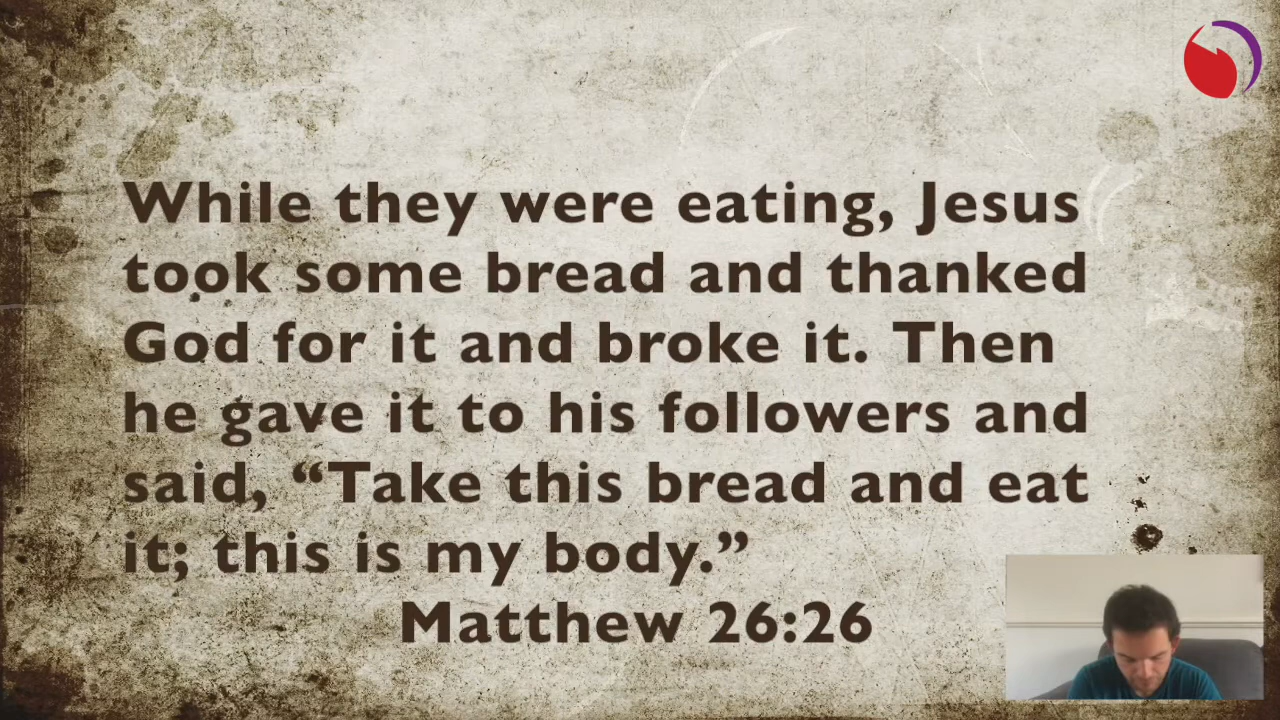 While they were eating, Jesus
took some bread and thanked
God for it and broke it. Then
he gave it to his followers and
said, “Take this bread and eat
it; this is my body.”
Matthew 26:26